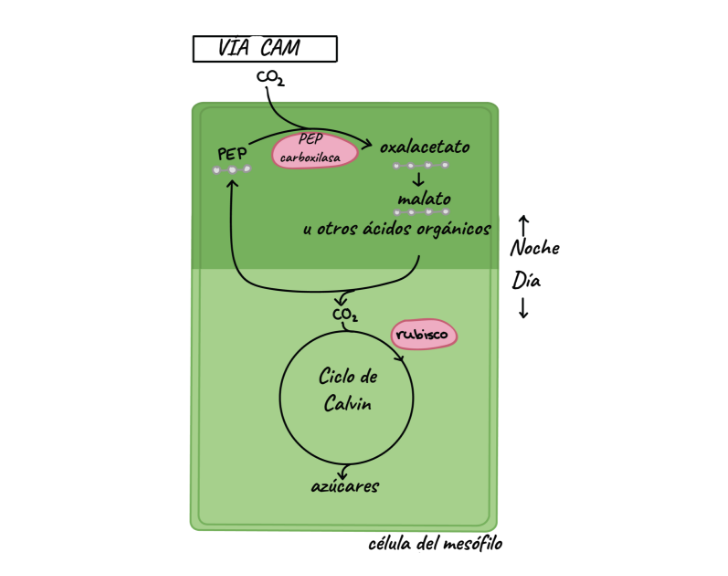 VÍA CAM
CO₂
PEP
carboxilasa
PEP
oxalacetato
malato
u otros ácidos orgánicos
Noche
Día
CO₂
rubisco
Ciclo de
Calvin
azúcares
célula del mesófilo